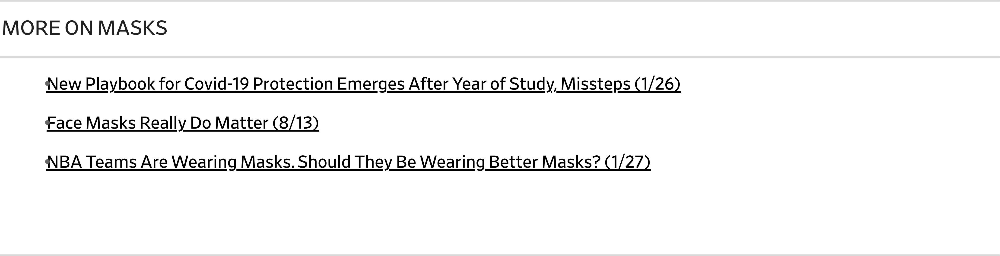 MORE ON MASKS
New Playbook for Covid-19 Protection Emerges After Year of Study, Missteps (1/26)
Face Masks Really Do Matter (8/13)
NBA Teams Are Wearing Masks. Should They Be Wearing Better Masks? (1/27)